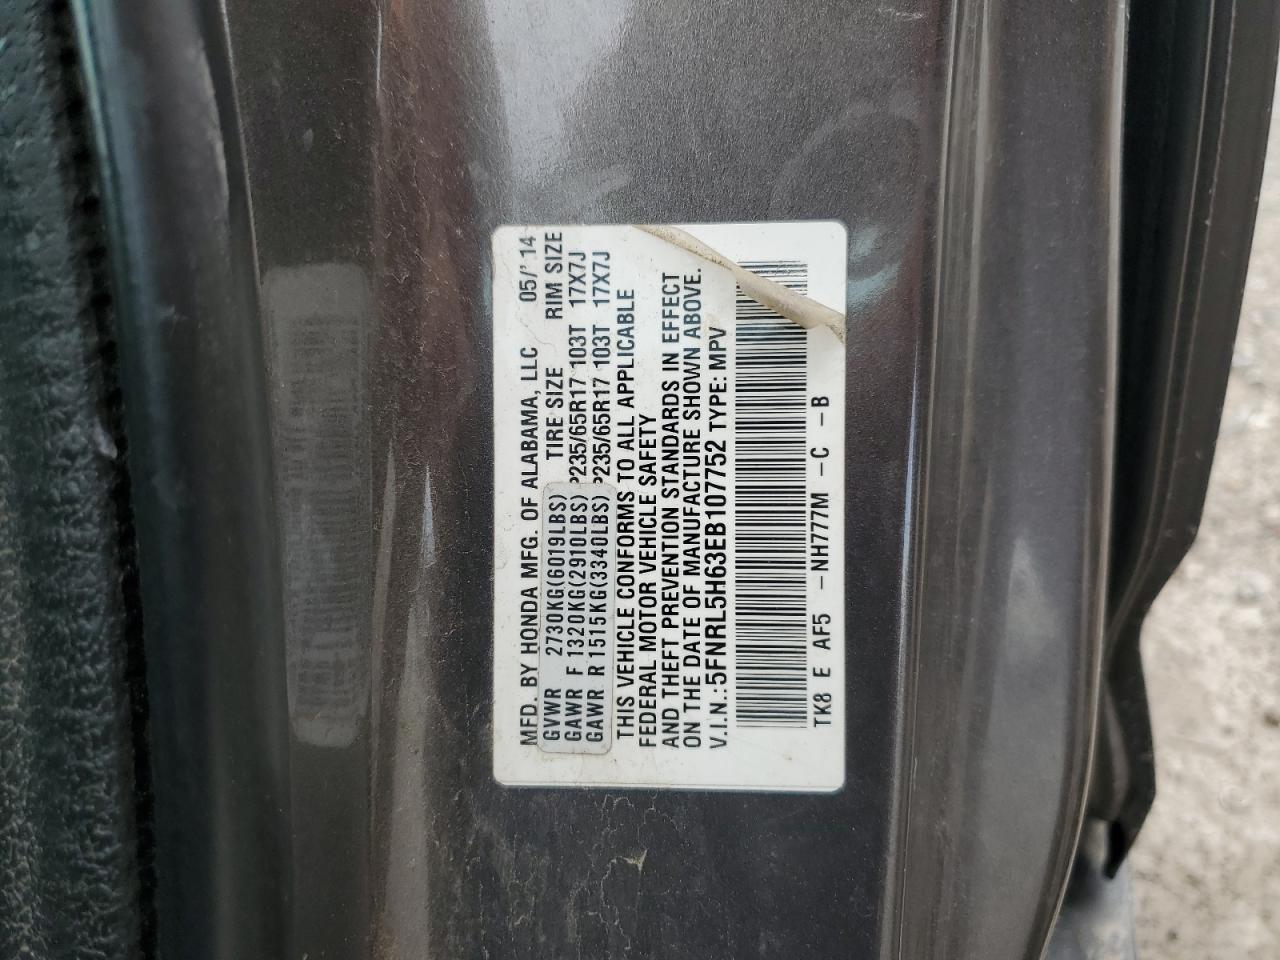 MFD. BY HONDA MFG. OF ALABAMA, LLC 05/'14
GVWR 2730KG(6019LBS) TIRE SIZE RIM SIZE
GAWR F 1320KG(2910LBS) P235/65R17 103T 17X7J
GAWR R 1515KG(3340LBS) P235/65R17 103T 17X7J
THIS VEHICLE CONFORMS TO ALL APPLICABLE
FEDERAL MOTOR VEHICLE SAFETY
AND THEFT PREVENTION STANDARDS IN EFFECT
ON THE DATE OF MANUFACTURE SHOWN ABOVE.
V.I.N.:5FNRL5H63EB107752 TYPE: MPV
TK8 E AF5 -NH777M -C -B